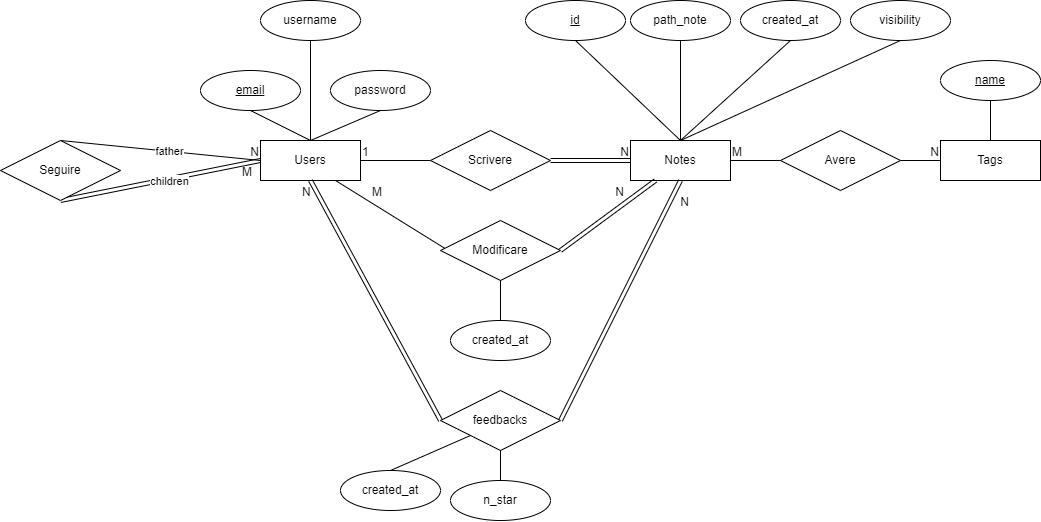 username
id
path_note
created_at
visibility
email
password
name
Seguire
father
children
N
M
Users
1
Scrivere
N
Notes
M
Avere
N
Tags
N
M
N
N
Modificare
created_at
feedbacks
created_at
n_star